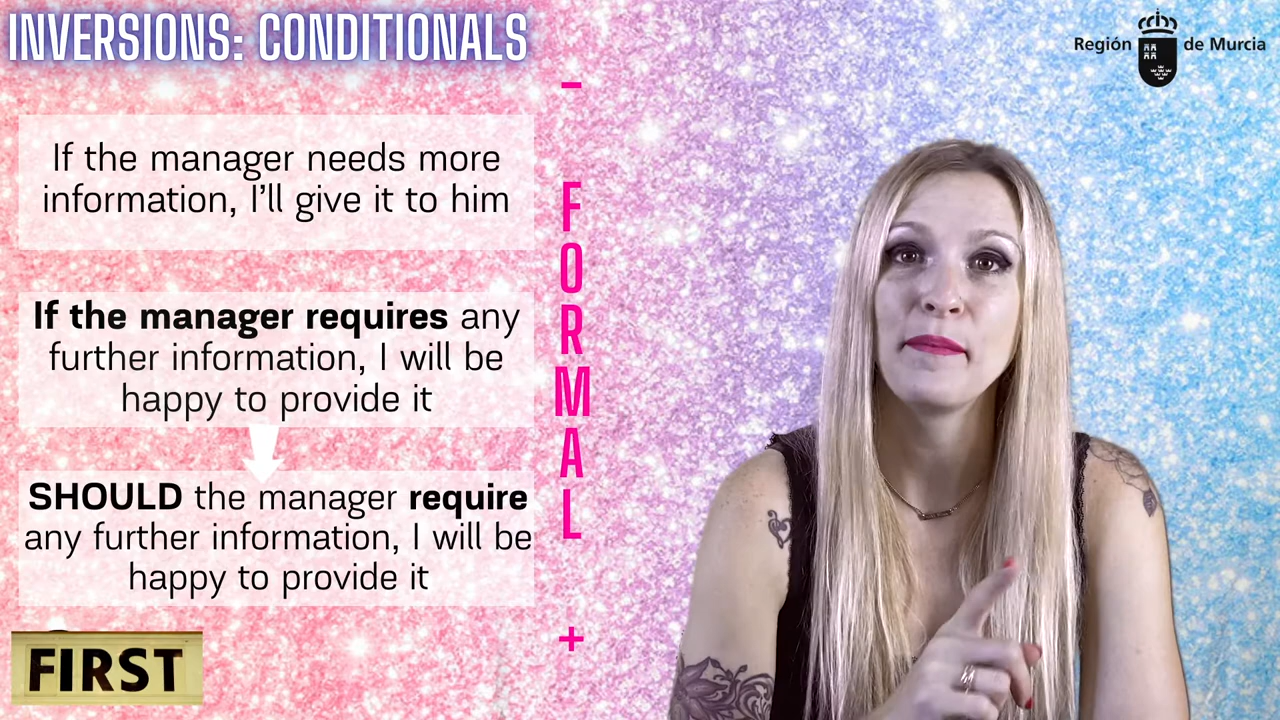 INVERSIONS: CONDITIONALS
Región de Murcia
If the manager needs more
information, I’ll give it to him
If the manager requires any
further information, I will be
happy to provide it
SHOULD the manager require
any further information, I will be
happy to provide it
FIRST
-
FORMAL
+